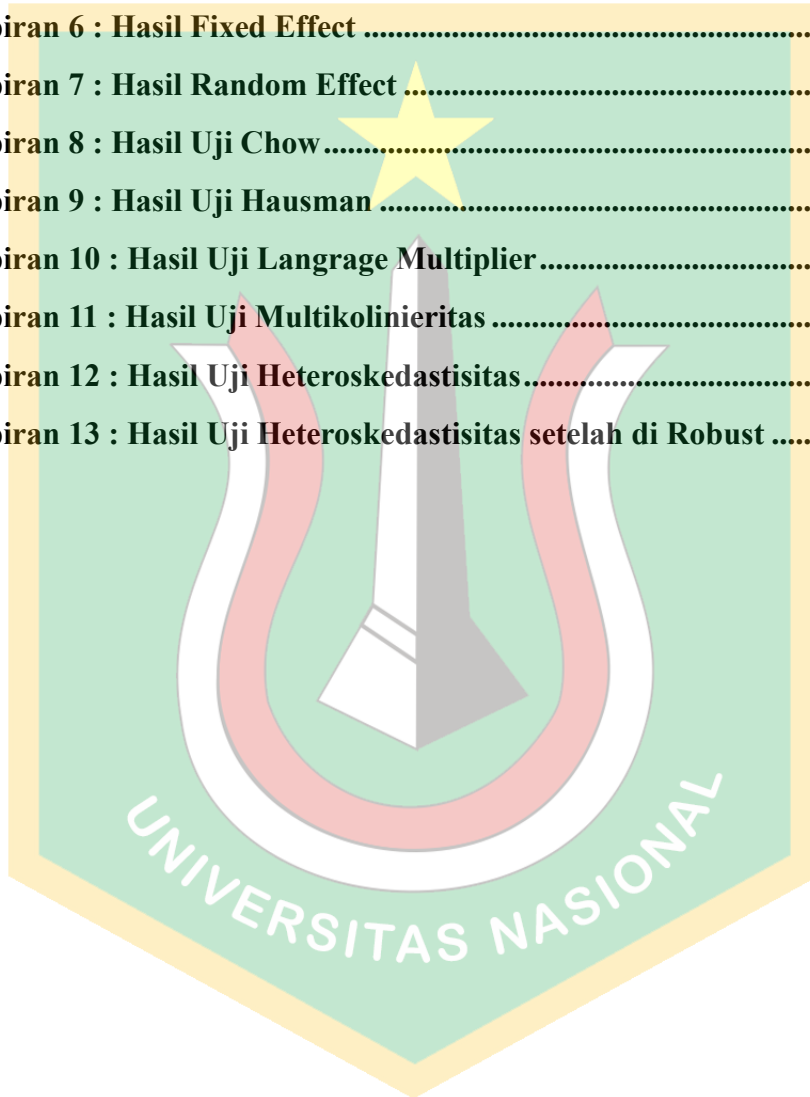 piran 6 : Hasil Fixed Effect ........................................................
piran 7 : Hasil Random Effect ...................................................
piran 8 : Hasil Uji Chow.............................................................
piran 9 : Hasil Uji Hausman ......................................................
piran 10 : Hasil Uji Langrage Multiplier..................................
piran 11 : Hasil Uji Multikolinieritas ........................................
piran 12 : Hasil Uji Heteroskedastisitas....................................
piran 13 : Hasil Uji Heteroskedastisitas setelah di Robust .....
UNIVERSITAS NASIONAL